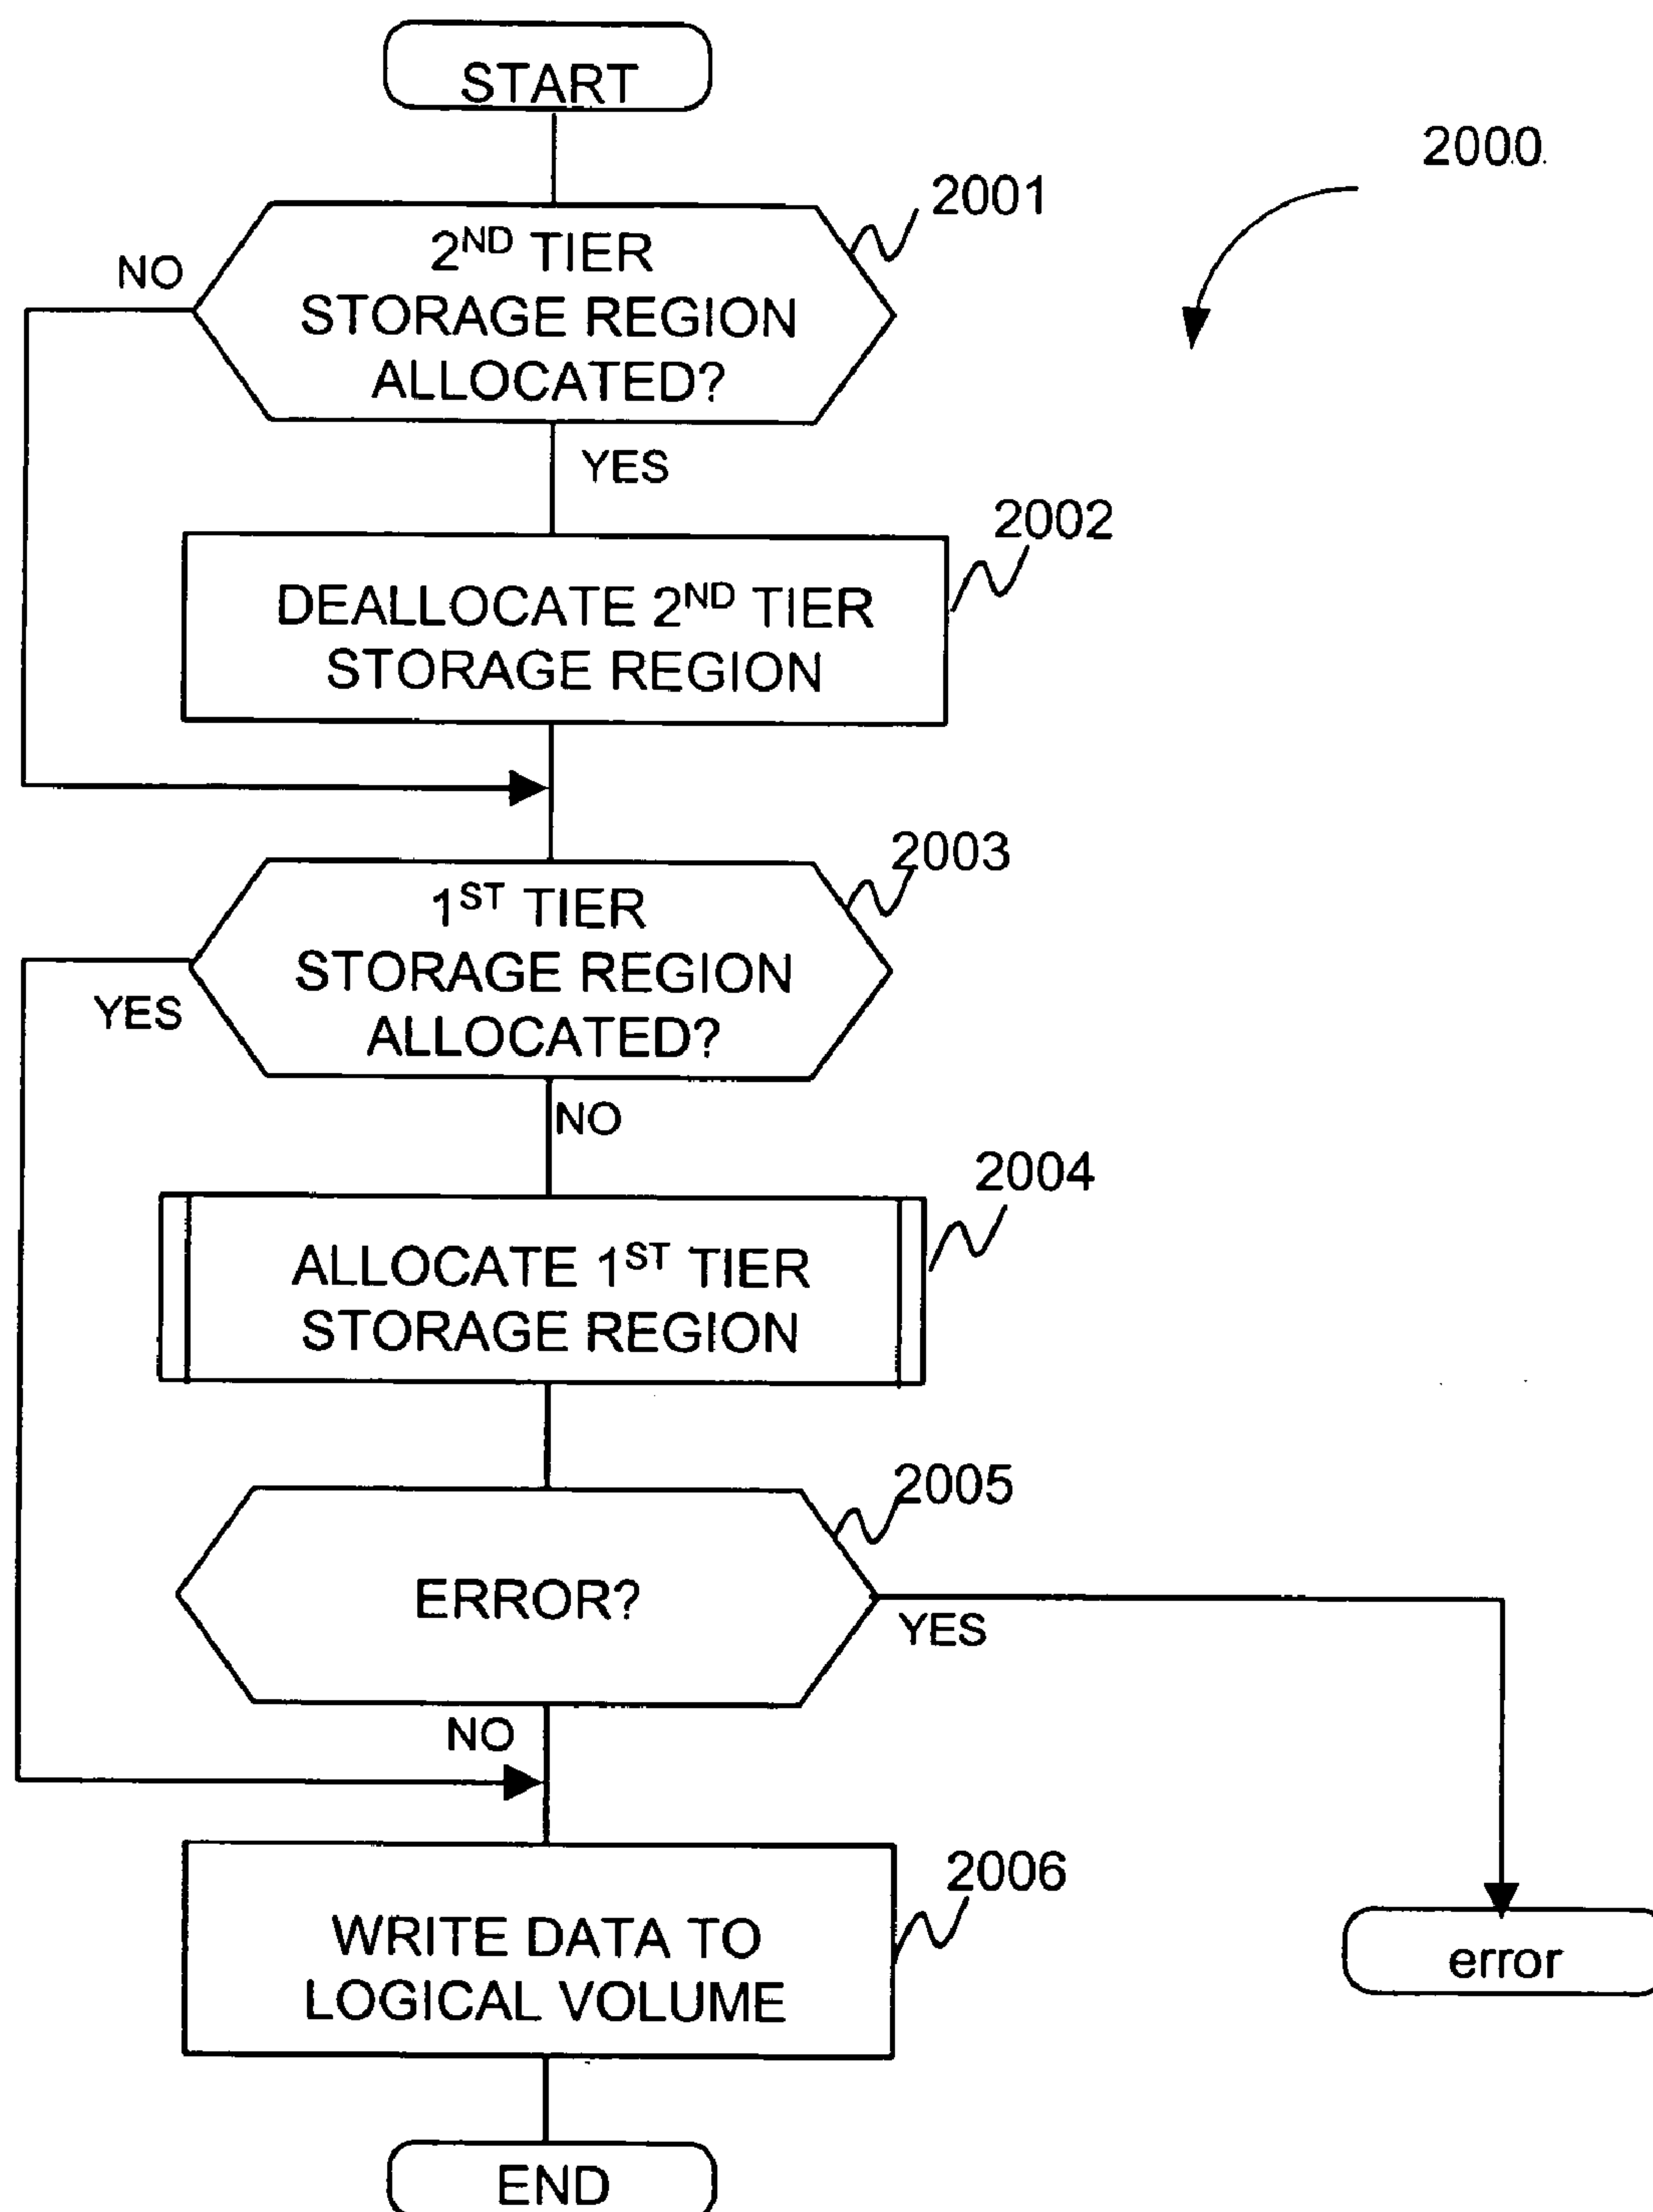 START
2000
2001
2ND TIER
STORAGE REGION
ALLOCATED?
NO
YES
2002
DEALLOCATE 2ND TIER
STORAGE REGION
2003
1ST TIER
STORAGE REGION
ALLOCATED?
YES
NO
2004
ALLOCATE 1ST TIER
STORAGE REGION
2005
ERROR?
YES
NO
2006
WRITE DATA TO
LOGICAL VOLUME
error
END